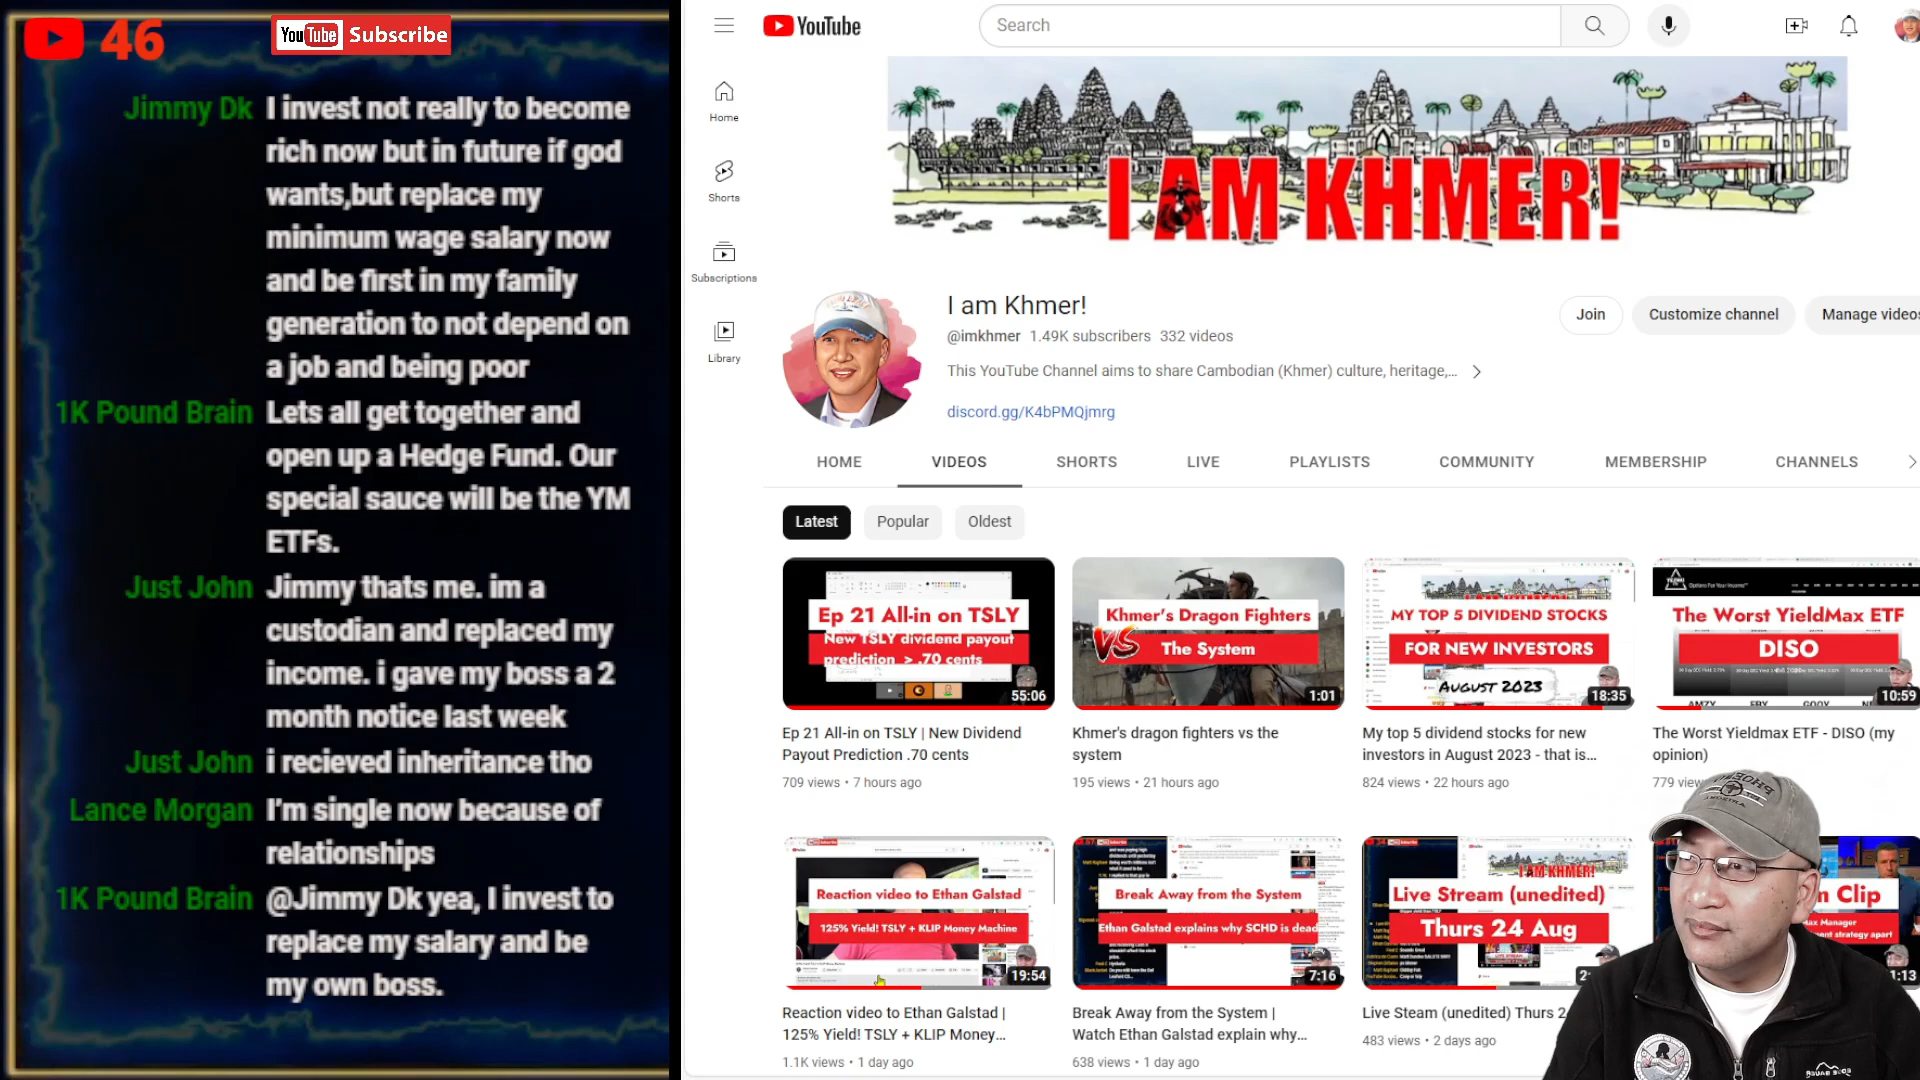 46
YouTube Subscribe
Jimmy Dk I invest not really to become
rich now but in future if god
wants,but replace my
minimum wage salary now
and be first in my family
generation to not depend on
a job and being poor
1K Pound Brain Lets all get together and
open up a Hedge Fund. Our
special sauce will be the YM
ETFs.
Just John Jimmy thats me. im a
custodian and replaced my
income. i gave my boss a 2
month notice last week
Just John i recieved inheritance tho
Lance Morgan I'm single now because of
relationships
1K Pound Brain @Jimmy Dk yea, I invest to
replace my salary and be
my own boss.
YouTube
Search
Home
Shorts
Subscriptions
Library
I AM KHMER!
I am Khmer!
@imkhmer 1.49K subscribers 332 videos
This YouTube Channel aims to share Cambodian (Khmer) culture, heritage,...
discord.gg/K4bPMQjmrg
Join
Customize channel
Manage videos
HOME
VIDEOS
SHORTS
LIVE
PLAYLISTS
COMMUNITY
MEMBERSHIP
CHANNELS
Latest
Popular
Oldest
Ep 21 All-in on TSLY
New TSLY dividend payout
prediction > .70 cents
55:06
Ep 21 All-in on TSLY | New Dividend
Payout Prediction .70 cents
709 views • 7 hours ago
Khmer's Dragon Fighters
VS The System
1:01
Khmer's dragon fighters vs the
system
195 views • 21 hours ago
MY TOP 5 DIVIDEND STOCKS
FOR NEW INVESTORS
AUGUST 2023
18:35
My top 5 dividend stocks for new
investors in August 2023 - that is...
824 views • 22 hours ago
The Worst YieldMax ETF
DISO
10:59
The Worst Yieldmax ETF - DISO (my
opinion)
779
Reaction video to Ethan Galstad
125% Yield! TSLY + KLIP Money Machine
19:54
Reaction video to Ethan Galstad |
125% Yield! TSLY + KLIP Money...
1.1K views • 1 day ago
Break Away from the System
Ethan Galstad explains why SCHD is dead
7:16
Break Away from the System |
Watch Ethan Galstad explain why...
638 views • 1 day ago
I AM KHMER!
Live Stream (unedited)
Thurs 24 Aug
Live Steam (unedited) Thurs 2
483 views • 2 days ago
Clip
Manager
strategy apart
1:13